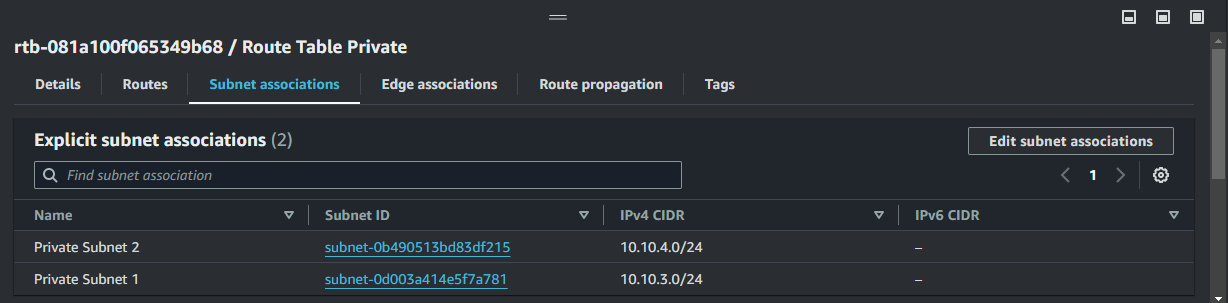 rtb-081a100f065349b68 / Route Table Private
Details Routes Subnet associations Edge associations Route propagation Tags
Explicit subnet associations (2) Edit subnet associations
Find subnet association 1
Name Subnet ID IPv4 CIDR IPv6 CIDR
Private Subnet 2 subnet-0b490513bd83df215 10.10.4.0/24 –
Private Subnet 1 subnet-0d003a414e5f7a781 10.10.3.0/24 –